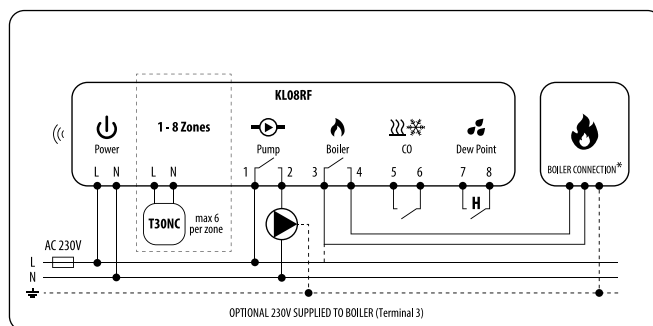 KL08RF
Power
1 - 8 Zones
Pump
Boiler
CO
Dew Point
BOILER CONNECTION*
L N L N 1 2 3 4 5 6 7 8
T30NC
max 6
per zone
H
AC 230V
L
N
OPTIONAL 230V SUPPLIED TO BOILER (Terminal 3)